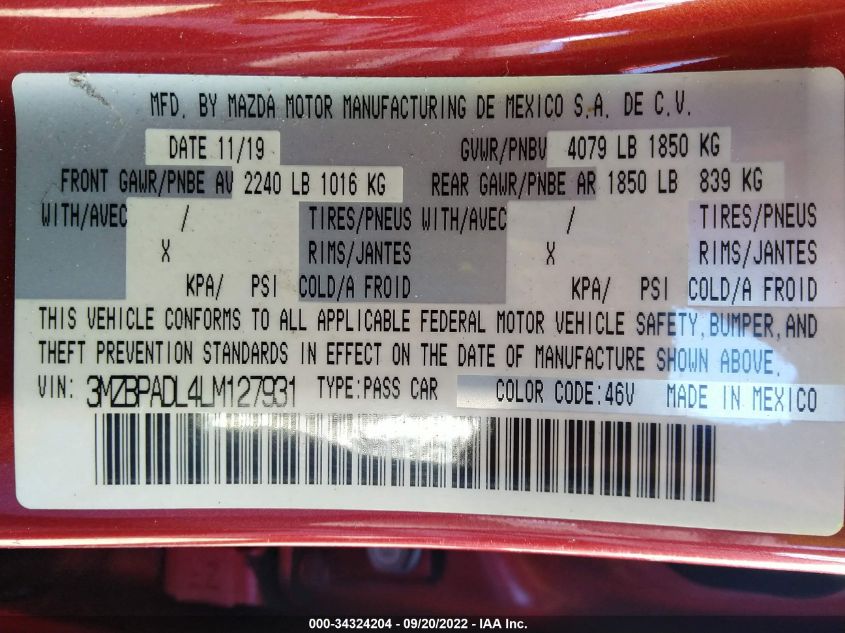 MFD. BY MAZDA MOTOR MANUFACTURING DE MEXICO S.A. DE C.V.
DATE 11/19 GVWR/PNBV 4079 LB 1850 KG
FRONT GAWR/PNBE AV 2240 LB 1016 KG REAR GAWR/PNBE AR 1850 LB 839 KG
WITH/AVEC / TIRES/PNEUS WITH/AVEC / TIRES/PNEUS
X RIMS/JANTES X RIMS/JANTES
KPA/ PSI COLD/A FROID KPA/ PSI COLD/A FROID
THIS VEHICLE CONFORMS TO ALL APPLICABLE FEDERAL MOTOR VEHICLE SAFETY, BUMPER, AND
THEFT PREVENTION STANDARDS IN EFFECT ON THE DATE OF MANUFACTURE SHOWN ABOVE.
VIN: 3MZBPADL4LM127931 TYPE:PASS CAR COLOR CODE:46V MADE IN MEXICO
000-34324204 - 09/20/2022 - IAA Inc.